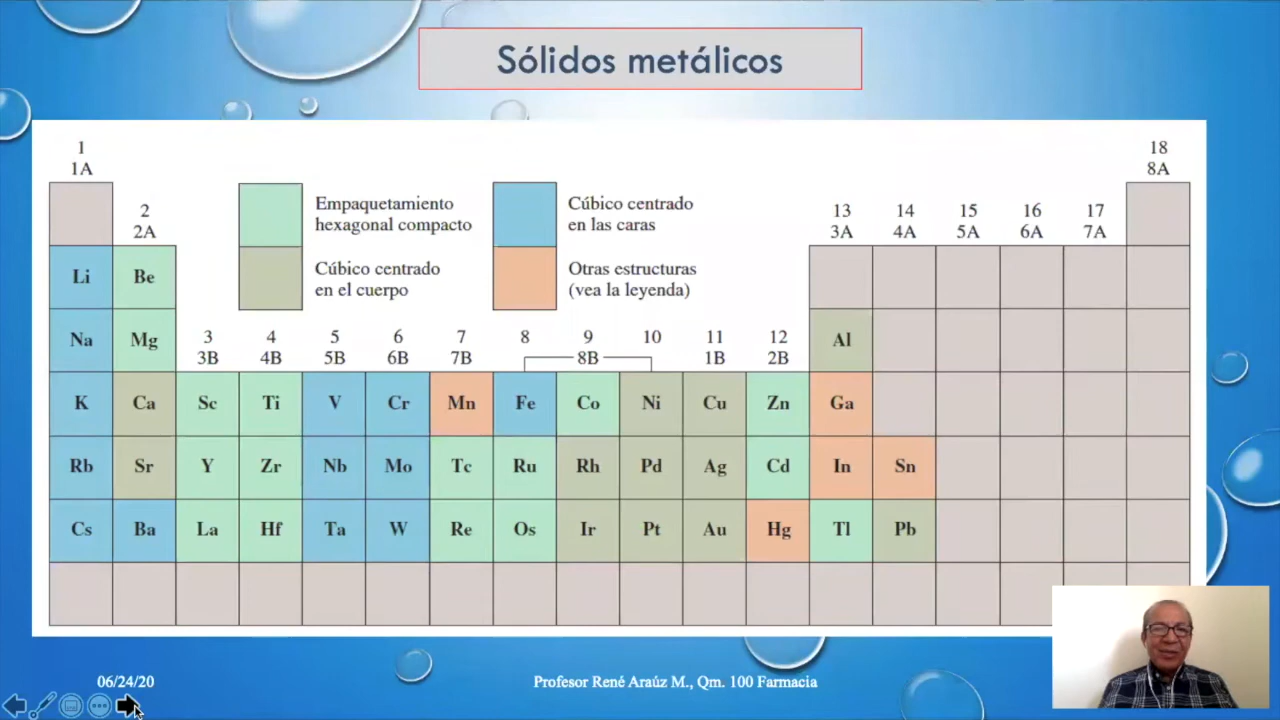 Sólidos metálicos
1
1A
18
8A
2
2A
Empaquetamiento
hexagonal compacto
Cúbico centrado
en las caras
Cúbico centrado
en el cuerpo
Otras estructuras
(vea la leyenda)
13 14 15 16 17
3A 4A 5A 6A 7A
3 4 5 6 7 8 9 10 11 12
3B 4B 5B 6B 7B 8B 1B 2B
Li Be
Na Mg Al
K Ca Sc Ti V Cr Mn Fe Co Ni Cu Zn Ga
Rb Sr Y Zr Nb Mo Tc Ru Rh Pd Ag Cd In Sn
Cs Ba La Hf Ta W Re Os Ir Pt Au Hg Tl Pb
06/24/20
Profesor René Araúz M., Qm. 100 Farmacia